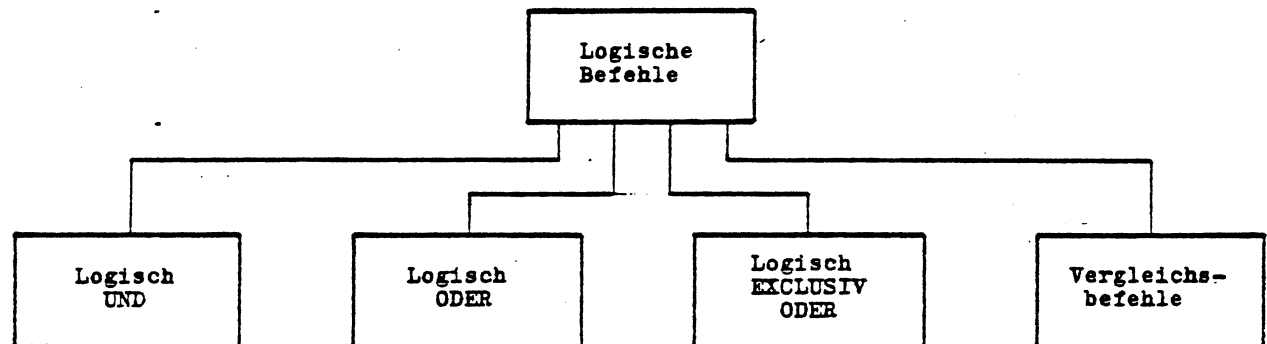 Logische
Befehle
Logisch
UND
Logisch
ODER
Logisch
EXCLUSIV
ODER
Vergleichs-
befehle